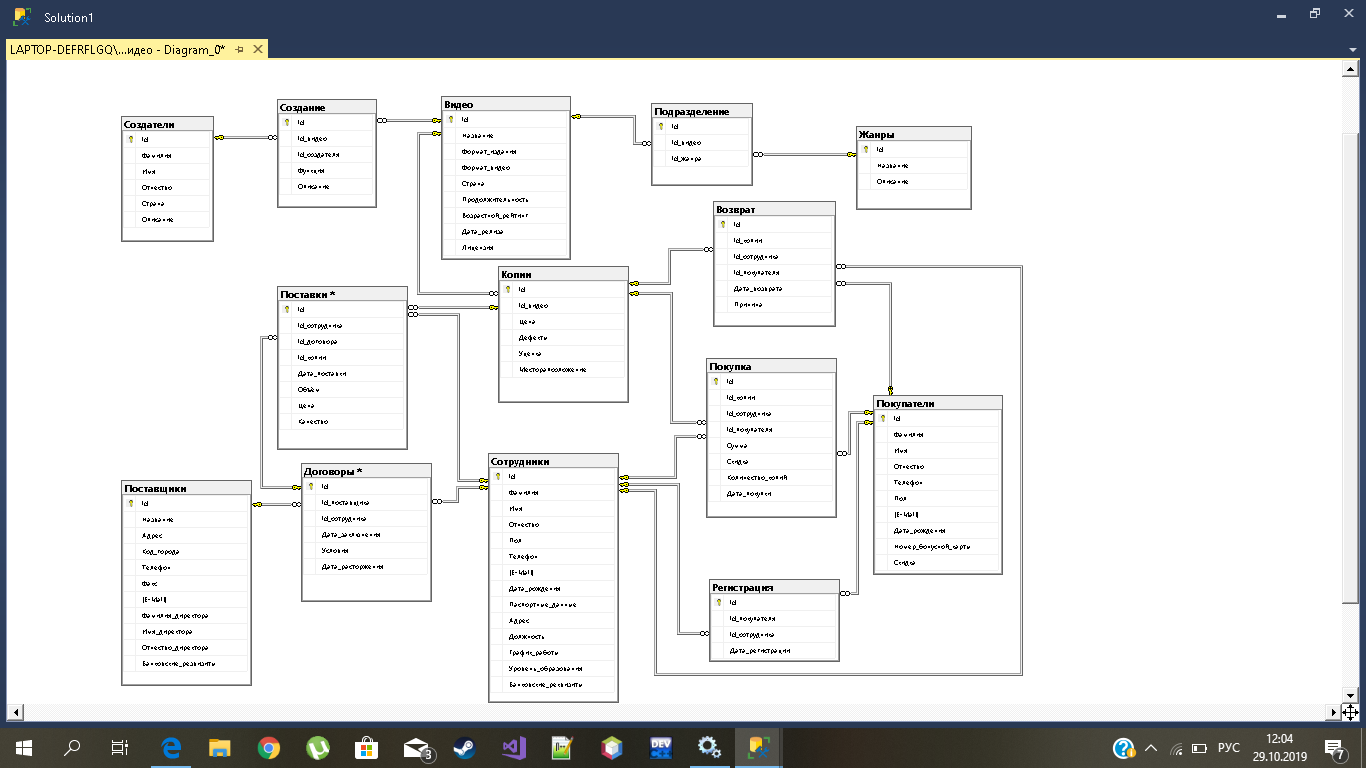 Solution1
LAPTOP-DEFRFLGQ\...идео - Diagram_0*
Создатели
Id
Фамилия
Имя
Отчество
Страна
Описание
Создание
Id
Id_видео
Id_создателя
Функция
Описание
Видео
Id
Название
Формат_издания
Формат_видео
Страна
Продолжительность
Возрастной_рейтинг
Дата_релиза
Лицензия
Подразделение
Id
Id_видео
Id_жанра
Жанры
Id
Название
Описание
Возврат
Id
Id_копии
Id_сотрудника
Id_покупателя
Дата_возврата
Причина
Поставки *
Id
Id_сотрудника
Id_договора
Id_копии
Дата_поставки
Объём
Цена
Качество
Копии
Id
Id_видео
Цена
Дефекты
Уценка
Месторасположение
Покупка
Id
Id_копии
Id_сотрудника
Id_покупателя
Сумма
Скидка
Количество_копий
Дата_покупки
Покупатели
Id
Фамилия
Имя
Отчество
Телефон
Пол
[E-Mail]
Дата_рождения
Номер_бонусной_карты
Скидка
Поставщики
Id
Название
Адрес
Код_города
Телефон
Факс
[E-Mail]
Фамилия_директора
Имя_директора
Отчество_директора
Банковские_реквизиты
Договоры *
Id
Id_поставщика
Id_сотрудника
Дата_заключения
Условия
Дата_расторжения
Сотрудники
Id
Фамилия
Имя
Отчество
Пол
Телефон
[E-Mail]
Дата_рождения
Паспортные_данные
Адрес
Должность
График_работы
Уровень_образования
Банковские_реквизиты
Регистрация
Id
Id_покупателя
Id_сотрудника
Дата_регистрации
3
DEV
РУС
12:04
29.10.2019
7